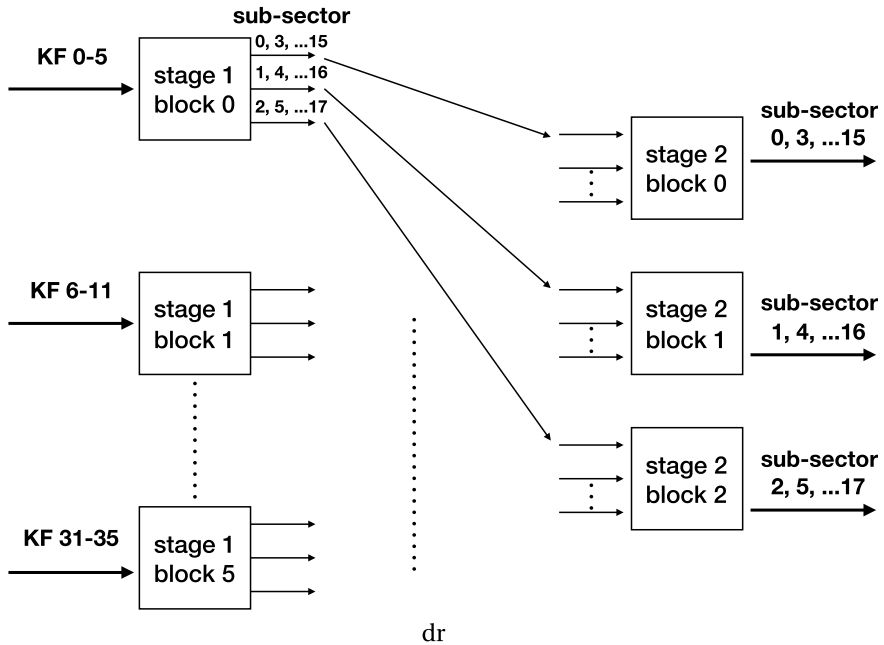 sub-sector
0, 3, ...15
KF 0-5
stage 1
block 0
1, 4, ...16
2, 5, ...17
stage 2
block 0
sub-sector
0, 3, ...15
KF 6-11
stage 1
block 1
stage 2
block 1
sub-sector
1, 4, ...16
stage 2
block 2
sub-sector
2, 5, ...17
KF 31-35
stage 1
block 5
dr